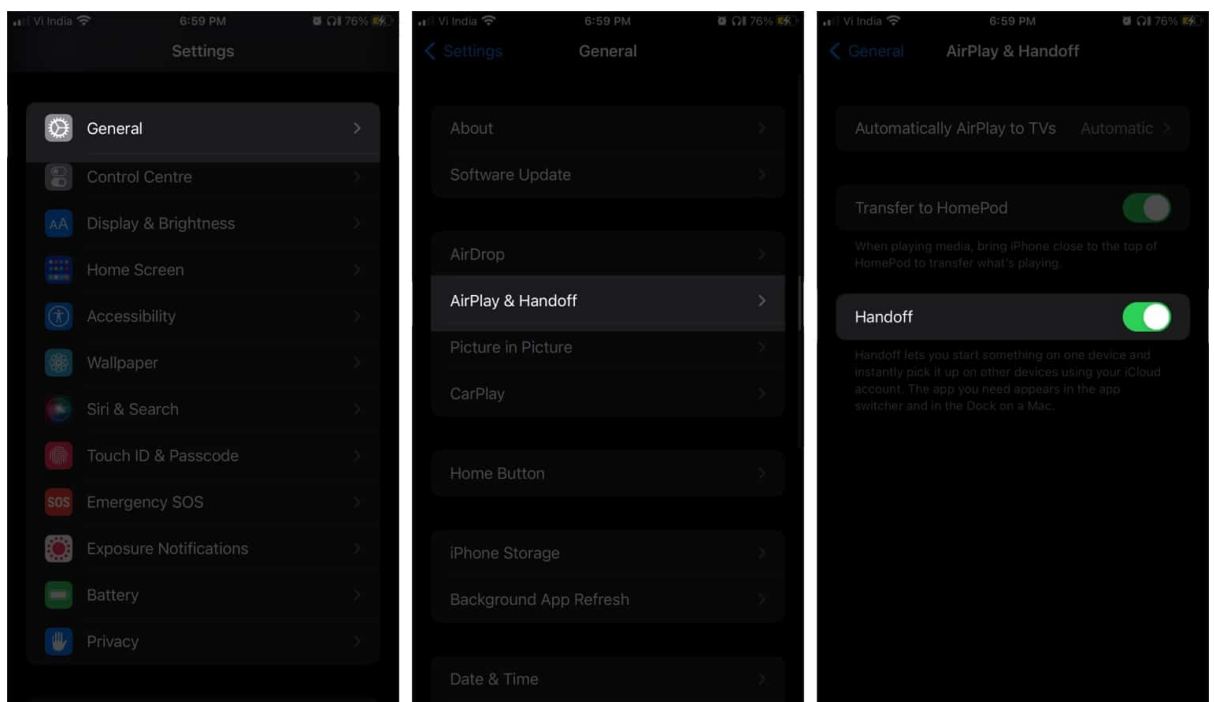 Vi India 6:59 PM 76%
Settings
General
Control Centre
AA Display & Brightness
Home Screen
Accessibility
Wallpaper
Siri & Search
Touch ID & Passcode
SOS Emergency SOS
Exposure Notifications
Battery
Privacy
Vi India 6:59 PM 76%
Settings General
About
Software Update
AirDrop
AirPlay & Handoff
Picture in Picture
CarPlay
Home Button
iPhone Storage
Background App Refresh
Date & Time
Vi India 6:59 PM 76%
General AirPlay & Handoff
Automatically AirPlay to TVs Automatic
Transfer to HomePod
When playing media, bring iPhone close to the top of
HomePod to transfer what's playing.
Handoff
Handoff lets you start something on one device and
instantly pick it up on other devices using your iCloud
account. The app you need appears in the app
switcher and in the Dock on a Mac.